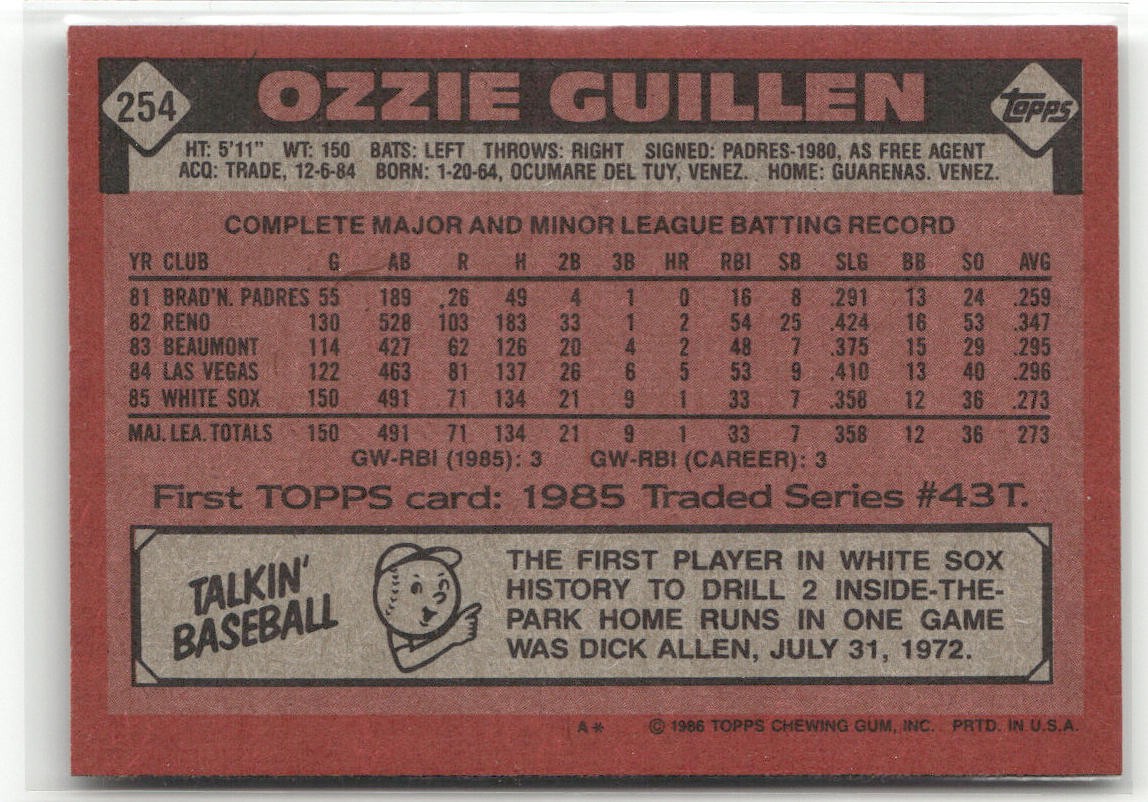 254 OZZIE GUILLEN topps
HT: 5'11" WT: 150 BATS: LEFT THROWS: RIGHT SIGNED: PADRES-1980, AS FREE AGENT
ACQ: TRADE, 12-6-84 BORN: 1-20-64, OCUMARE DEL TUY, VENEZ. HOME: GUARENAS. VENEZ.
COMPLETE MAJOR AND MINOR LEAGUE BATTING RECORD
YR CLUB G AB R H 2B 3B HR RBI SB SLG BB SO AVG
81 BRAD'N. PADRES 55 189 26 49 4 1 0 16 8 .291 13 24 .259
82 RENO 130 528 103 183 33 1 2 54 25 .424 16 53 .347
83 BEAUMONT 114 427 62 126 20 4 2 48 7 .375 15 29 .295
84 LAS VEGAS 122 463 81 137 26 6 5 53 9 .410 13 40 .296
85 WHITE SOX 150 491 71 134 21 9 1 33 7 .358 12 36 .273
MAJ. LEA. TOTALS 150 491 71 134 21 9 1 33 7 358 12 36 273
GW-RBI (1985): 3 GW-RBI (CAREER): 3
First TOPPS card: 1985 Traded Series #43T.
TALKIN'
BASEBALL
THE FIRST PLAYER IN WHITE SOX
HISTORY TO DRILL 2 INSIDE-THE-
PARK HOME RUNS IN ONE GAME
WAS DICK ALLEN, JULY 31, 1972.
A* © 1986 TOPPS CHEWING GUM, INC. PRTD. IN U.S.A.